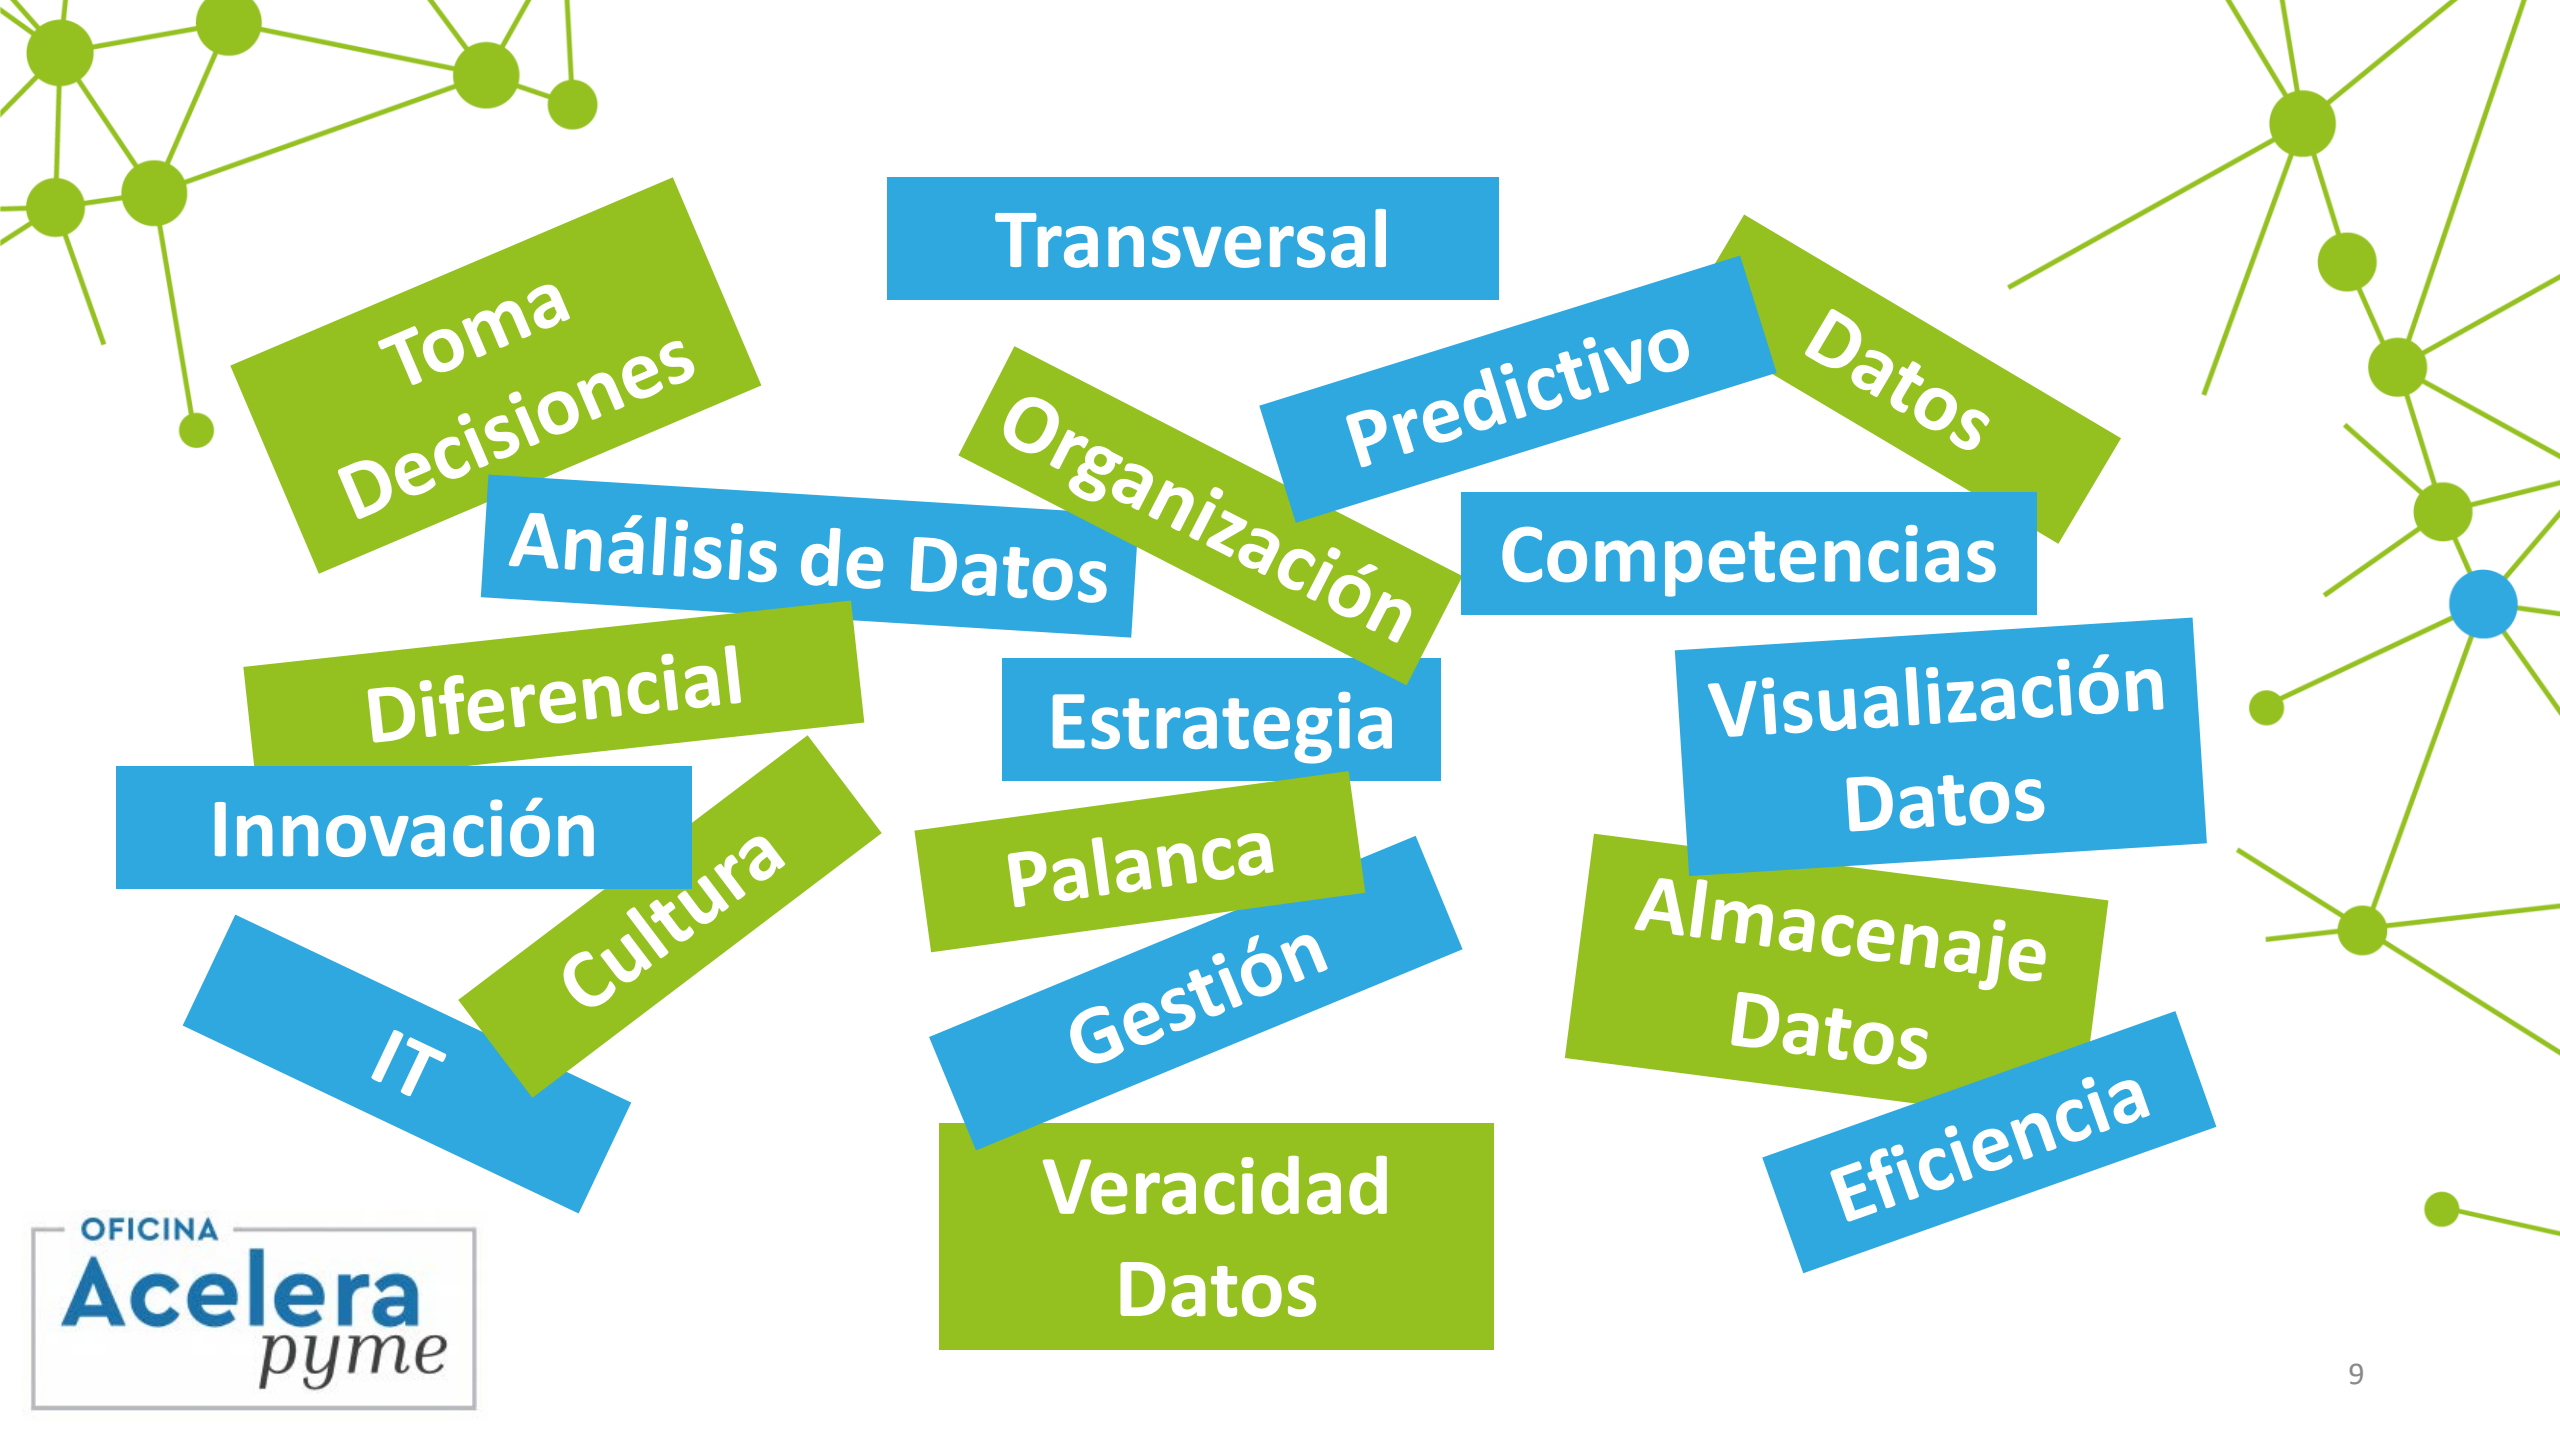 Transversal
Toma
Decisiones
Predictivo
Datos
Organización
Análisis de Datos
Competencias
Diferencial
Estrategia
Visualización
Datos
Innovación
Cultura
Palanca
Almacenaje
Datos
Gestión
IT
Eficiencia
Veracidad
Datos
OFICINA
Acelera
pyme
9